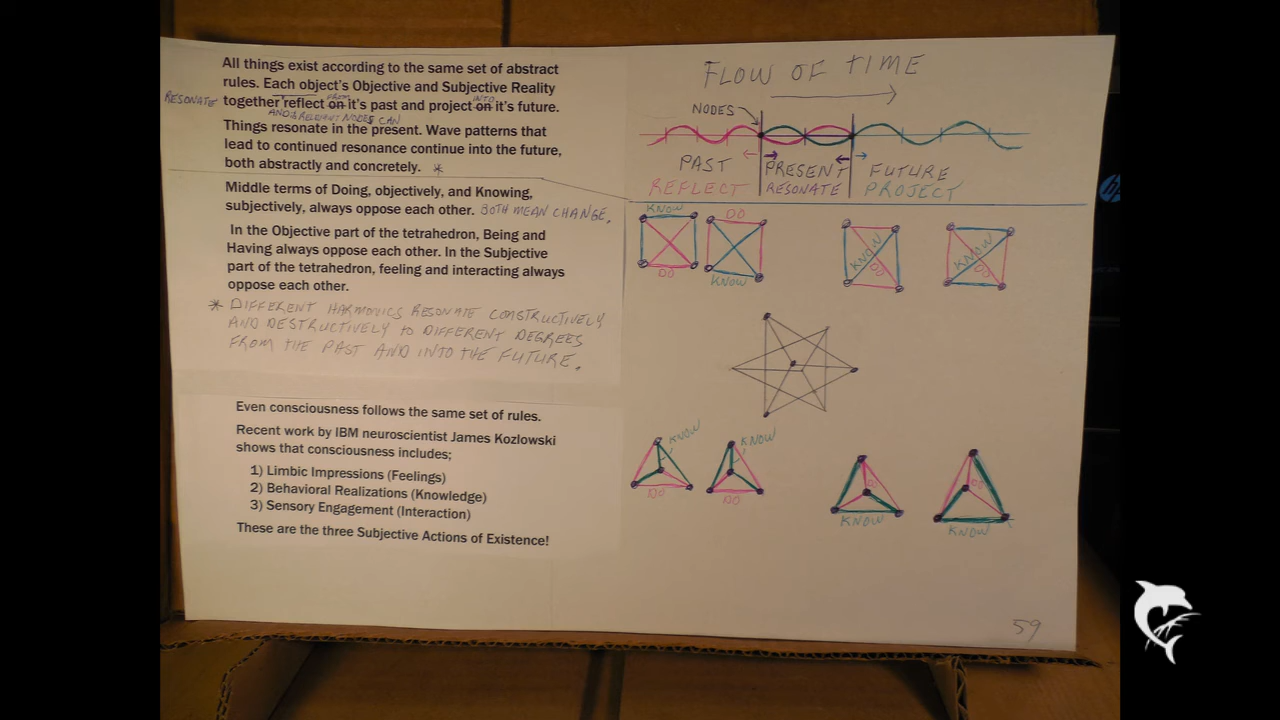 All things exist according to the same set of abstract
rules. Each object's Objective and Subjective Reality
FROM INTO
RESONATE together reflect on it's past and project on it's future.
AND RELEVENT NODES CAN
Things resonate in the present. Wave patterns that
lead to continued resonance continue into the future,
both abstractly and concretely. *
Middle terms of Doing, objectively, and Knowing,
subjectively, always oppose each other. BOTH MEAN CHANGE.
In the Objective part of the tetrahedron, Being and
Having always oppose each other. In the Subjective
part of the tetrahedron, feeling and interacting always
oppose each other.
* DIFFERENT HARMONICS RESONATE CONSTRUCTIVELY
AND DESTRUCTIVELY TO DIFFERENT DEGREES
FROM THE PAST AND INTO THE FUTURE.
Even consciousness follows the same set of rules.
Recent work by IBM neuroscientist James Kozlowski
shows that consciousness includes;
1) Limbic Impressions (Feelings)
2) Behavioral Realizations (Knowledge)
3) Sensory Engagement (Interaction)
These are the three Subjective Actions of Existence!
FLOW OF TIME
NODES
PAST PRESENT FUTURE
REFLECT RESONATE PROJECT
KNOW DO KNOW KNOW
DO KNOW DO DO
KNOW KNOW DO DO
DO DO KNOW KNOW
59
hp